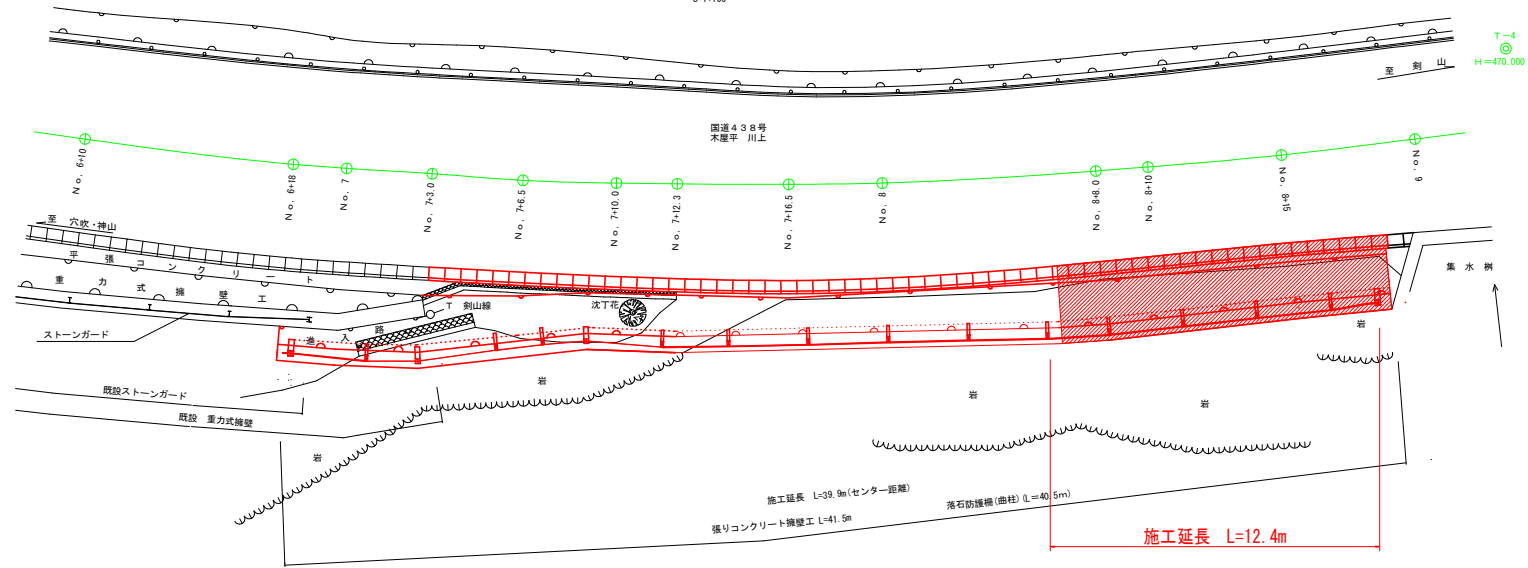 T-4
H=470.000
至 剣 山
国道438号
木屋平 川上
No. 6+10
No. 6+18
No. 7
No. 7+3.0
No. 7+6.5
No. 7+10.0
No. 7+12.3
No. 7+16.5
No. 8
No. 8+8.0
No. 8+10
No. 8+15
No. 9
至 穴吹・神山
平張コンクリート
重力式擁壁工
ストーンガード
T 剣山線
進入路
沈丁花
集水桝
岩
岩
岩
岩
岩
既設ストーンガード
既設 重力式擁壁
施工延長 L=39.9m(センター距離)
落石防護柵(曲柱)(L=40.5m)
張りコンクリート擁壁工 L=41.5m
施工延長 L=12.4m